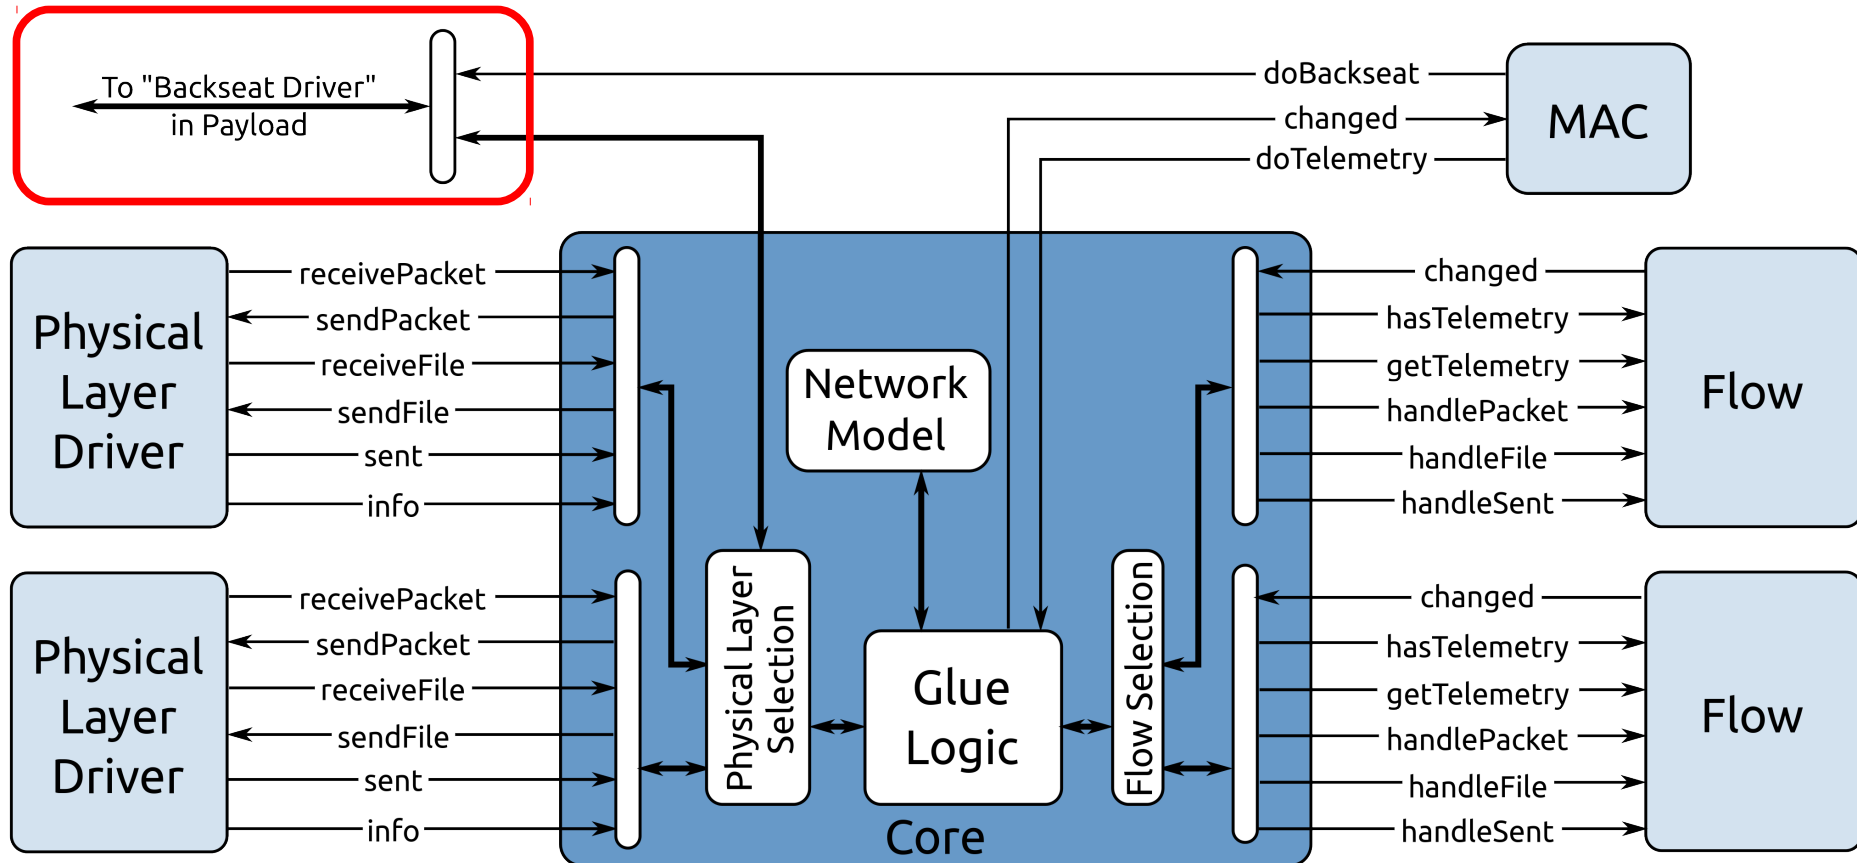 To "Backseat Driver"
in Payload
doBackseat
changed
doTelemetry
MAC
Physical
Layer
Driver
receivePacket
sendPacket
receiveFile
sendFile
sent
info
Physical
Layer
Driver
receivePacket
sendPacket
receiveFile
sendFile
sent
info
Network
Model
Physical Layer
Selection
Glue
Logic
Flow Selection
Core
changed
hasTelemetry
getTelemetry
handlePacket
handleFile
handleSent
Flow
changed
hasTelemetry
getTelemetry
handlePacket
handleFile
handleSent
Flow